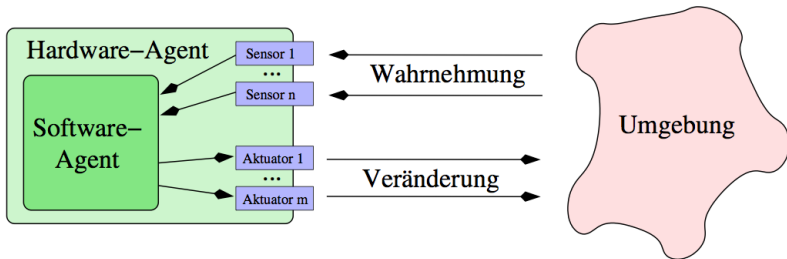 Hardware–Agent
Sensor 1
...
Sensor n
Wahrnehmung
Software–
Agent
Umgebung
Aktuator 1
...
Aktuator m
Veränderung